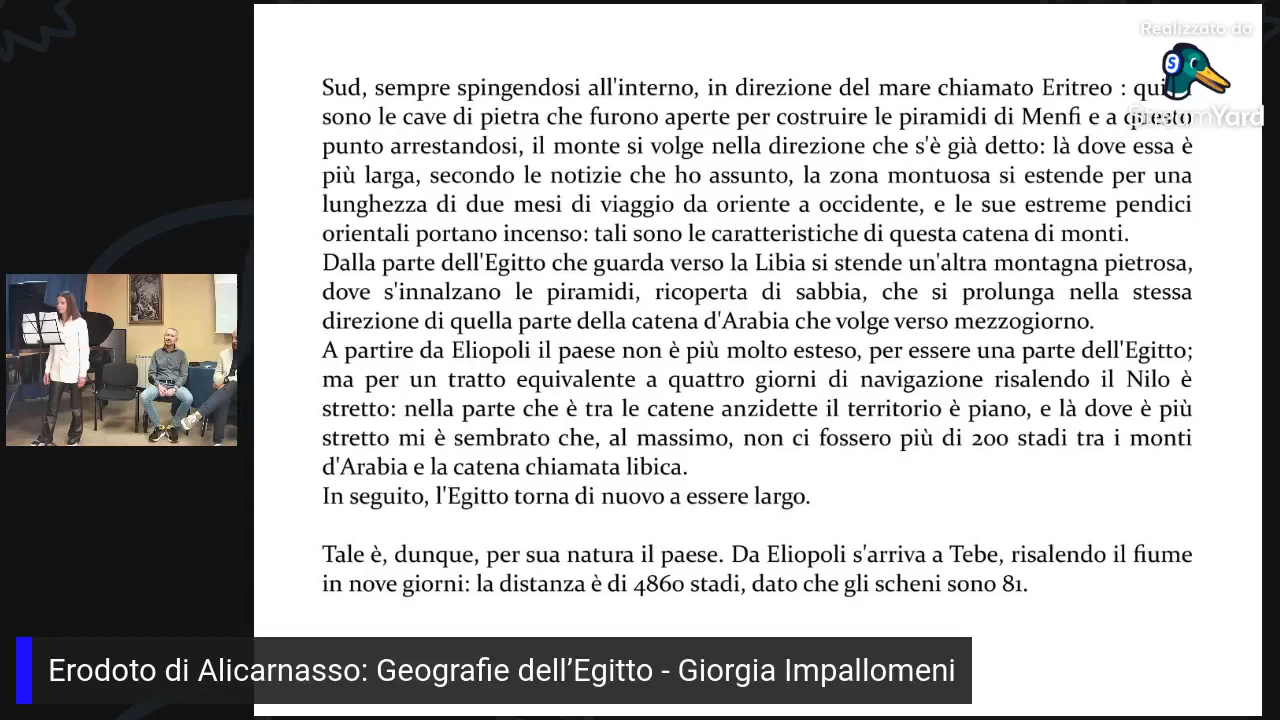 Realizzato da
StreamYard
Sud, sempre spingendosi all'interno, in direzione del mare chiamato Eritreo :
sono le cave di pietra che furono aperte per costruire le piramidi di Menfi e a questo
punto arrestandosi, il monte si volge nella direzione che s'è già detto: là dove essa è
più larga, secondo le notizie che ho assunto, la zona montuosa si estende per una
lunghezza di due mesi di viaggio da oriente a occidente, e le sue estreme pendici
orientali portano incenso: tali sono le caratteristiche di questa catena di monti.
Dalla parte dell'Egitto che guarda verso la Libia si stende un'altra montagna pietrosa,
dove s'innalzano le piramidi, ricoperta di sabbia, che si prolunga nella stessa
direzione di quella parte della catena d'Arabia che volge verso mezzogiorno.
A partire da Eliopoli il paese non è più molto esteso, per essere una parte dell'Egitto;
ma per un tratto equivalente a quattro giorni di navigazione risalendo il Nilo è
stretto: nella parte che è tra le catene anzidette il territorio è piano, e là dove è più
stretto mi è sembrato che, al massimo, non ci fossero più di 200 stadi tra i monti
d'Arabia e la catena chiamata libica.
In seguito, l'Egitto torna di nuovo a essere largo.
Tale è, dunque, per sua natura il paese. Da Eliopoli s'arriva a Tebe, risalendo il fiume
in nove giorni: la distanza è di 4860 stadi, dato che gli scheni sono 81.
Erodoto di Alicarnasso: Geografie dell’Egitto - Giorgia Impallomeni